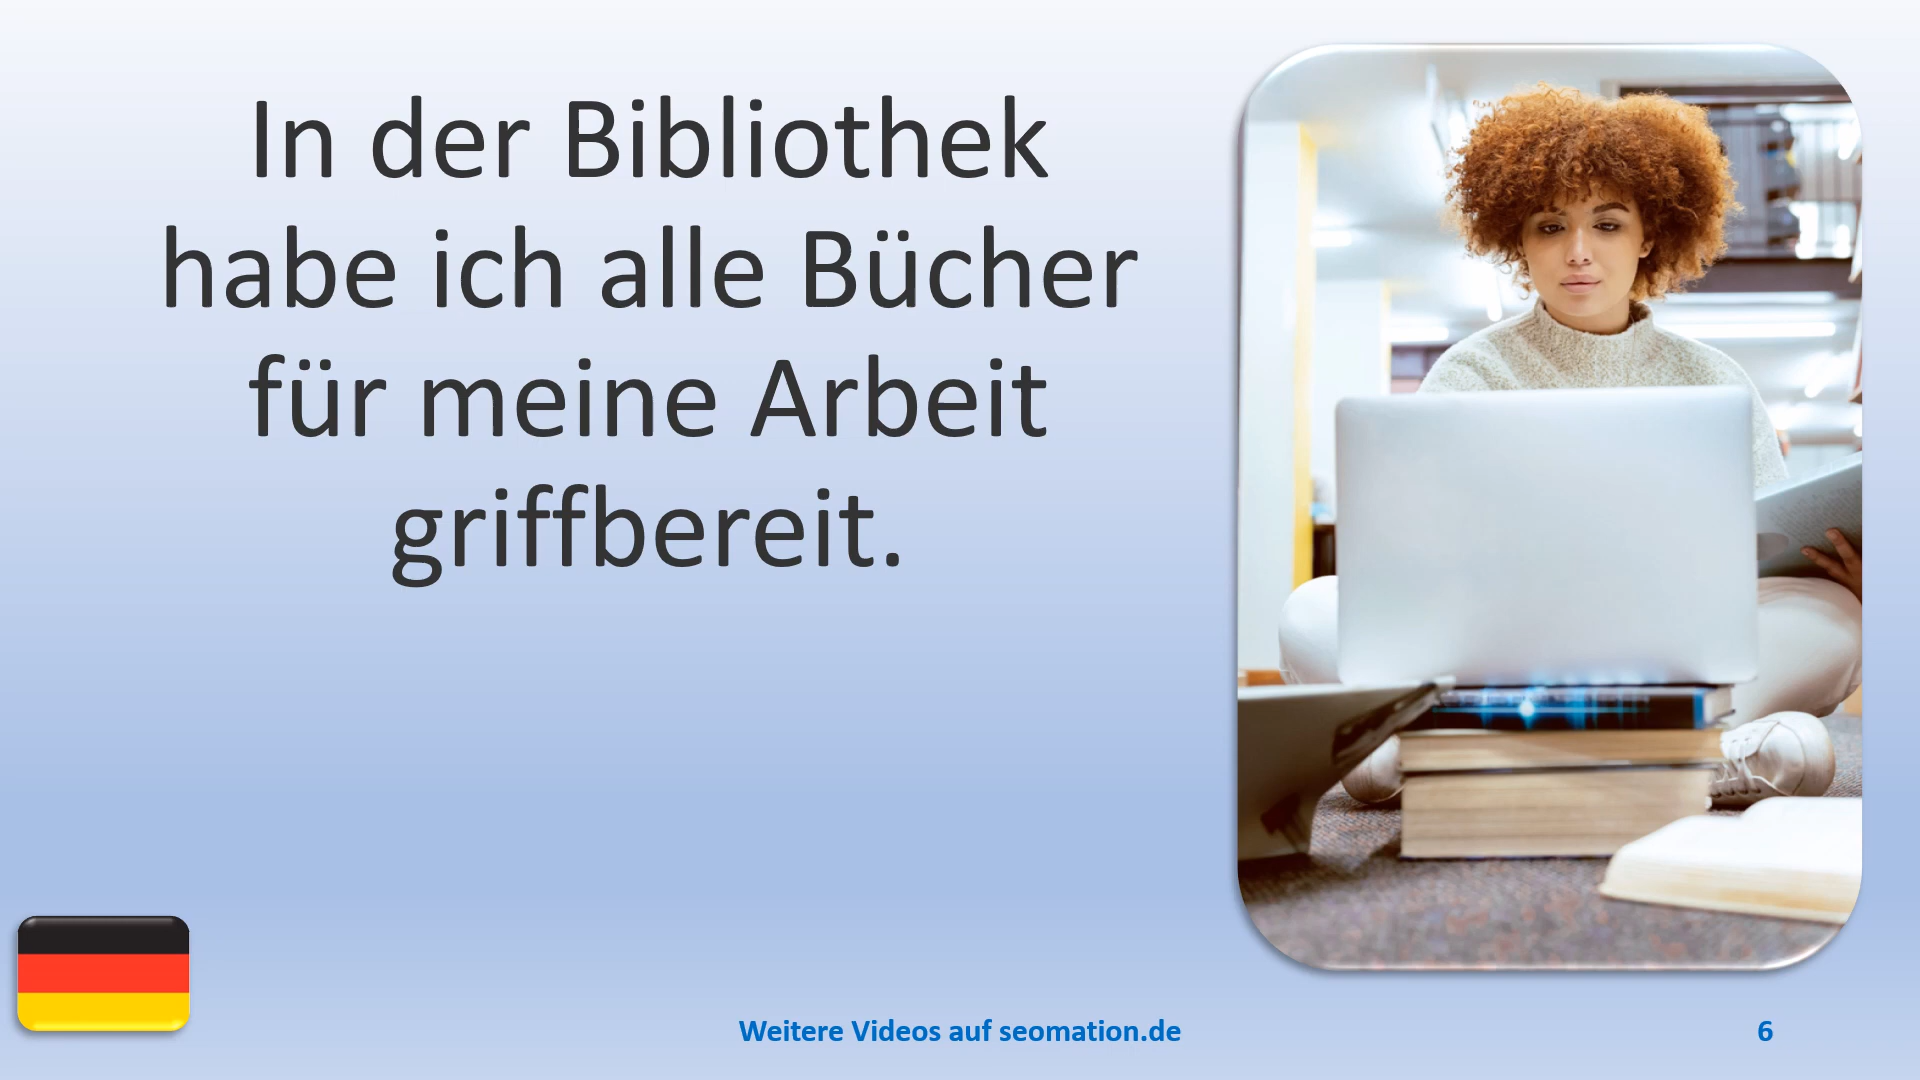 In der Bibliothek
habe ich alle Bücher
für meine Arbeit
griffbereit.
Weitere Videos auf seomation.de
6